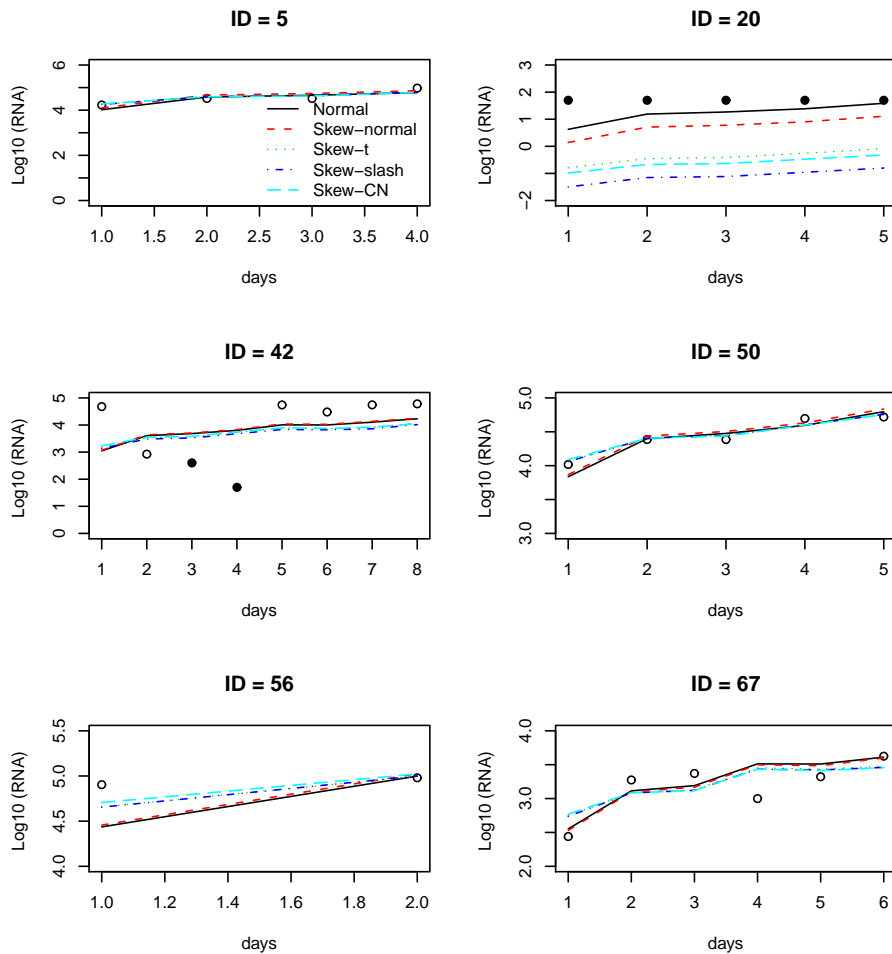 ID = 5
Log10 (RNA)
6
4
2
0
Normal
Skew−normal
Skew−t
Skew−slash
Skew−CN
1.0 1.5 2.0 2.5 3.0 3.5 4.0
days
ID = 20
Log10 (RNA)
3
2
0
−2
1 2 3 4 5
days
ID = 42
Log10 (RNA)
5
4
3
2
0
1 2 3 4 5 6 7 8
days
ID = 50
Log10 (RNA)
5.0
4.0
3.0
1 2 3 4 5
days
ID = 56
Log10 (RNA)
5.5
5.0
4.5
4.0
1.0 1.2 1.4 1.6 1.8 2.0
days
ID = 67
Log10 (RNA)
4.0
3.0
2.0
1 2 3 4 5 6
days